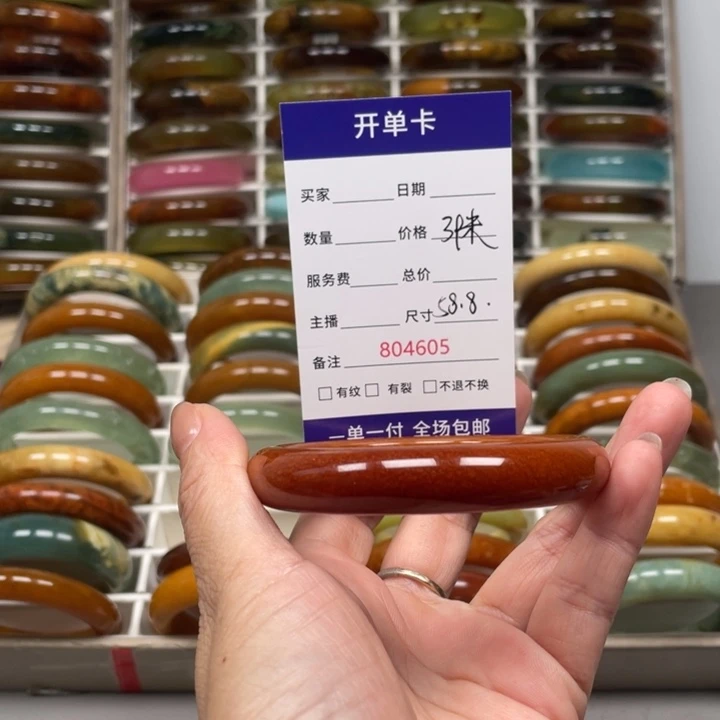 开单卡
买家 日期
数量 价格
服务费 总价
主播 尺寸 58.8.
备注 804605
□ 有纹 □ 有裂 □ 不退不换
一单一付 全场包邮